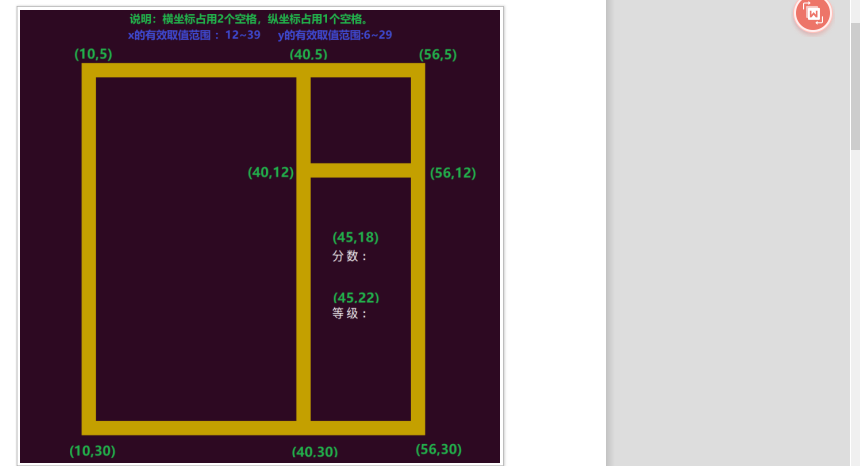 说明：横坐标占用2个空格，纵坐标占用1个空格。
x的有效取值范围 ：12~39 y的有效取值范围:6~29
(10,5) (40,5) (56,5)
(40,12) (56,12)
(45,18)
分数：
(45,22)
等级：
(10,30) (40,30) (56,30)